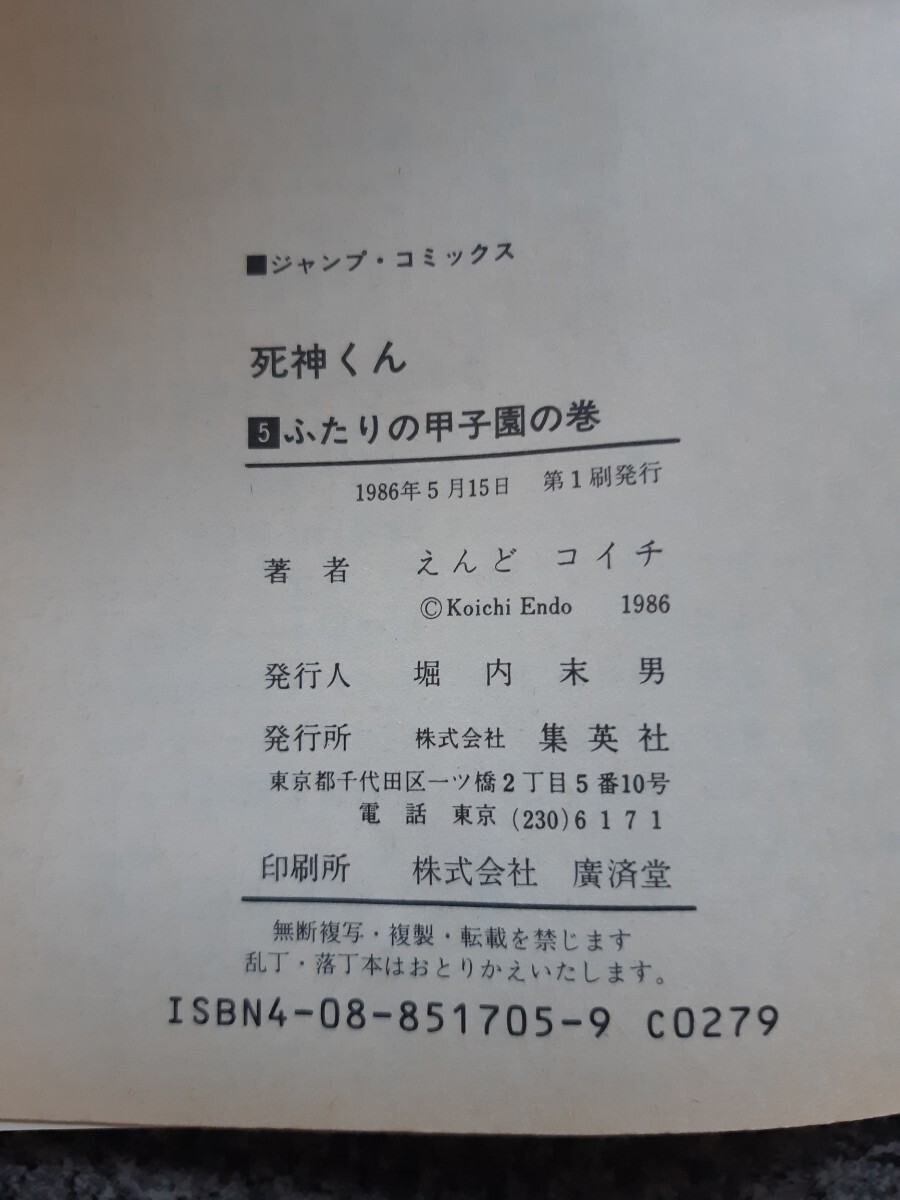 ■ジャンプ・コミックス
死神くん
5ふたりの甲子園の巻
1986年5月15日 第1刷発行
著者 えんど コイチ
©Koichi Endo 1986
発行人 堀内末男
発行所 株式会社 集英社
東京都千代田区一ツ橋2丁目5番10号
電話 東京 (230)6171
印刷所 株式会社 廣済堂
無断複写・複製・転載を禁じます
乱丁・落丁本はおとりかえいたします。
ISBN4-08-851705-9 C0279